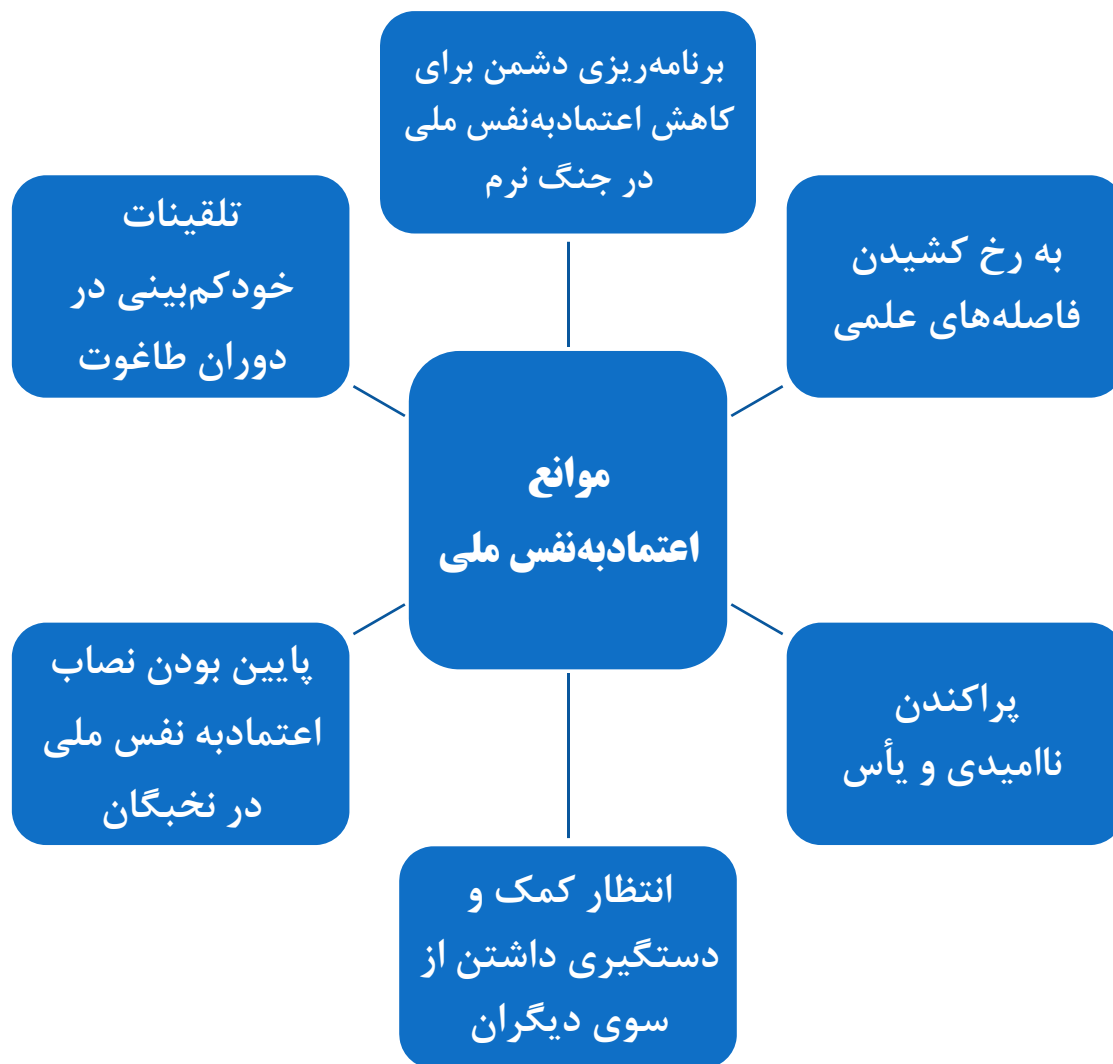 برنامه‌ریزی دشمن برای
کاهش اعتمادبه‌نفس ملی
در جنگ نرم
به رخ کشیدن
فاصله‌های علمی
پراکندن
ناامیدی و یأس
انتظار کمک و
دستگیری داشتن از
سوی دیگران
پایین بودن نصاب
اعتمادبه نفس ملی
در نخبگان
تلقینات
خودکم‌بینی در
دوران طاغوت
موانع
اعتمادبه‌نفس ملی